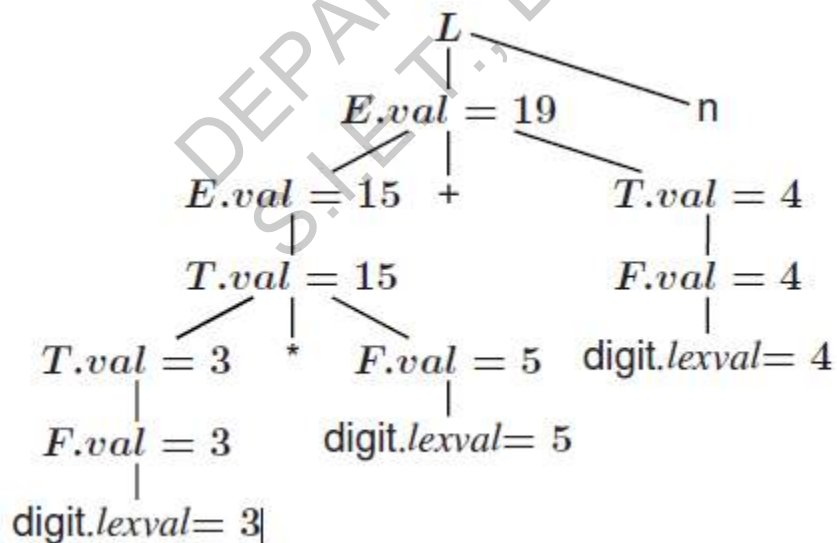 DEPAR
S.I.E.T., E
L
E.val = 19 n
E.val = 15 + T.val = 4
T.val = 15 F.val = 4
T.val = 3 * F.val = 5 digit.lexval= 4
F.val = 3 digit.lexval= 5
digit.lexval= 3